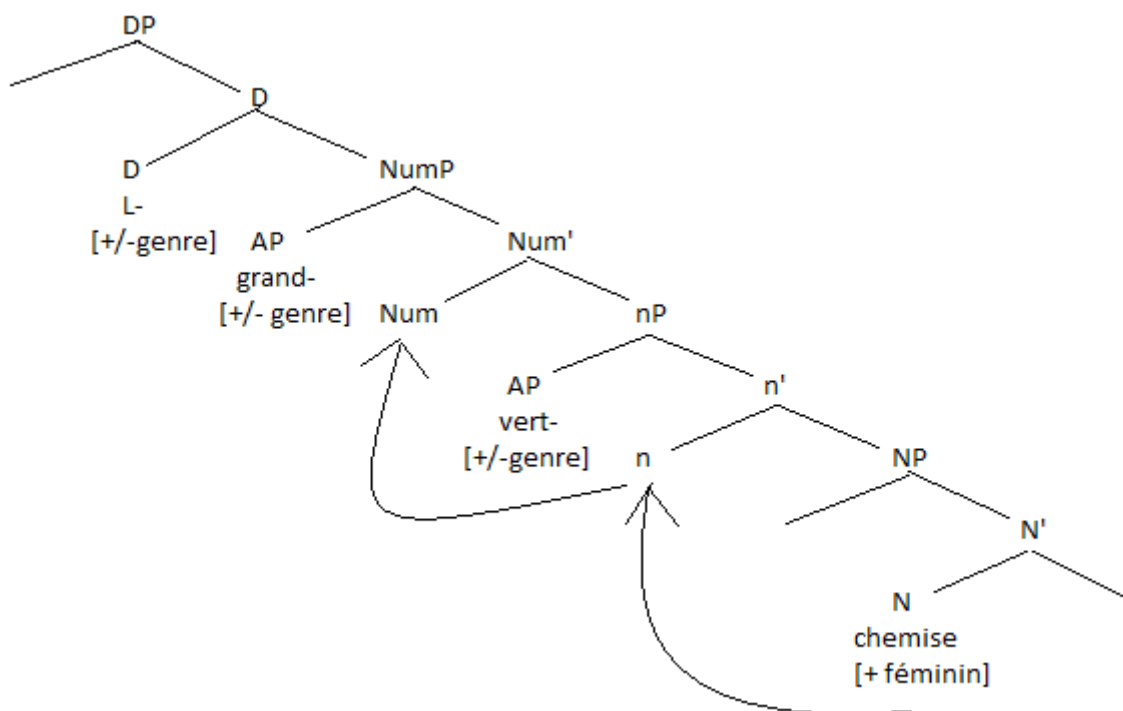 DP
D
D
NumP
L-
[+/-genre]
AP
Num'
grand-
[+/- genre]
Num
nP
AP
n'
vert-
[+/-genre]
n
NP
N'
N
chemise
[+ féminin]